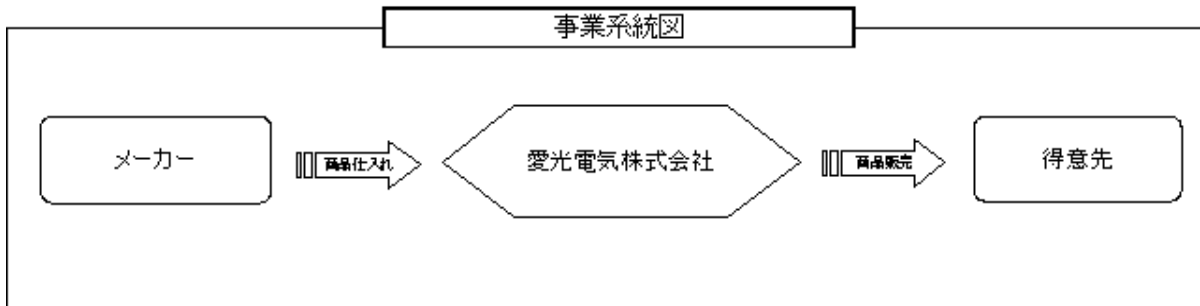 事業系統図
メーカー
商品仕入れ
愛光電気株式会社
商品販売
得意先